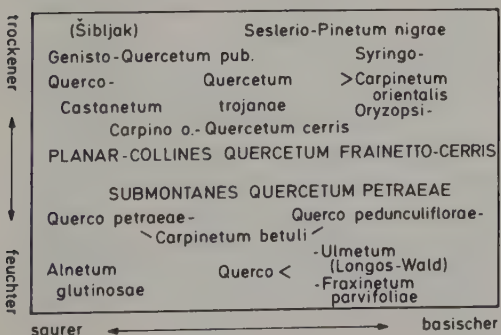 trockener
feuchter
(Šibljak) Seslerio-Pinetum nigrae
Genisto-Quercetum pub. Syringo-
Querco- Quercetum >Carpinetum
orientalis
Castanetum trojanae Oryzopsi-
Carpino o.- Quercetum cerris
PLANAR-COLLINES QUERCETUM FRAINETTO-CERRIS
SUBMONTANES QUERCETUM PETRAEAE
Querco petraeae- Querco pedunculiflorae-
Carpinetum betuli
-Ulmetum
Alnetum Querco < (Longos-Wald)
glutinosae -Fraxinetum
parvifoliae
saurer basischer